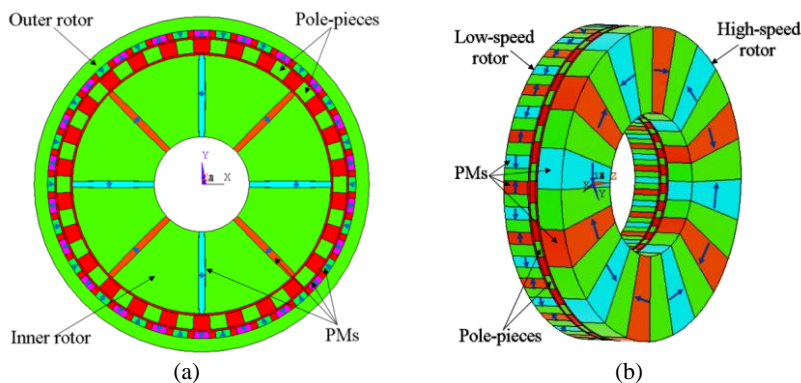 Outer rotor
Pole-pieces
Y
X
Inner rotor
PMs
(a)
Low-speed
rotor
High-speed
rotor
PMs
X
Z
Y
Pole-pieces
(b)